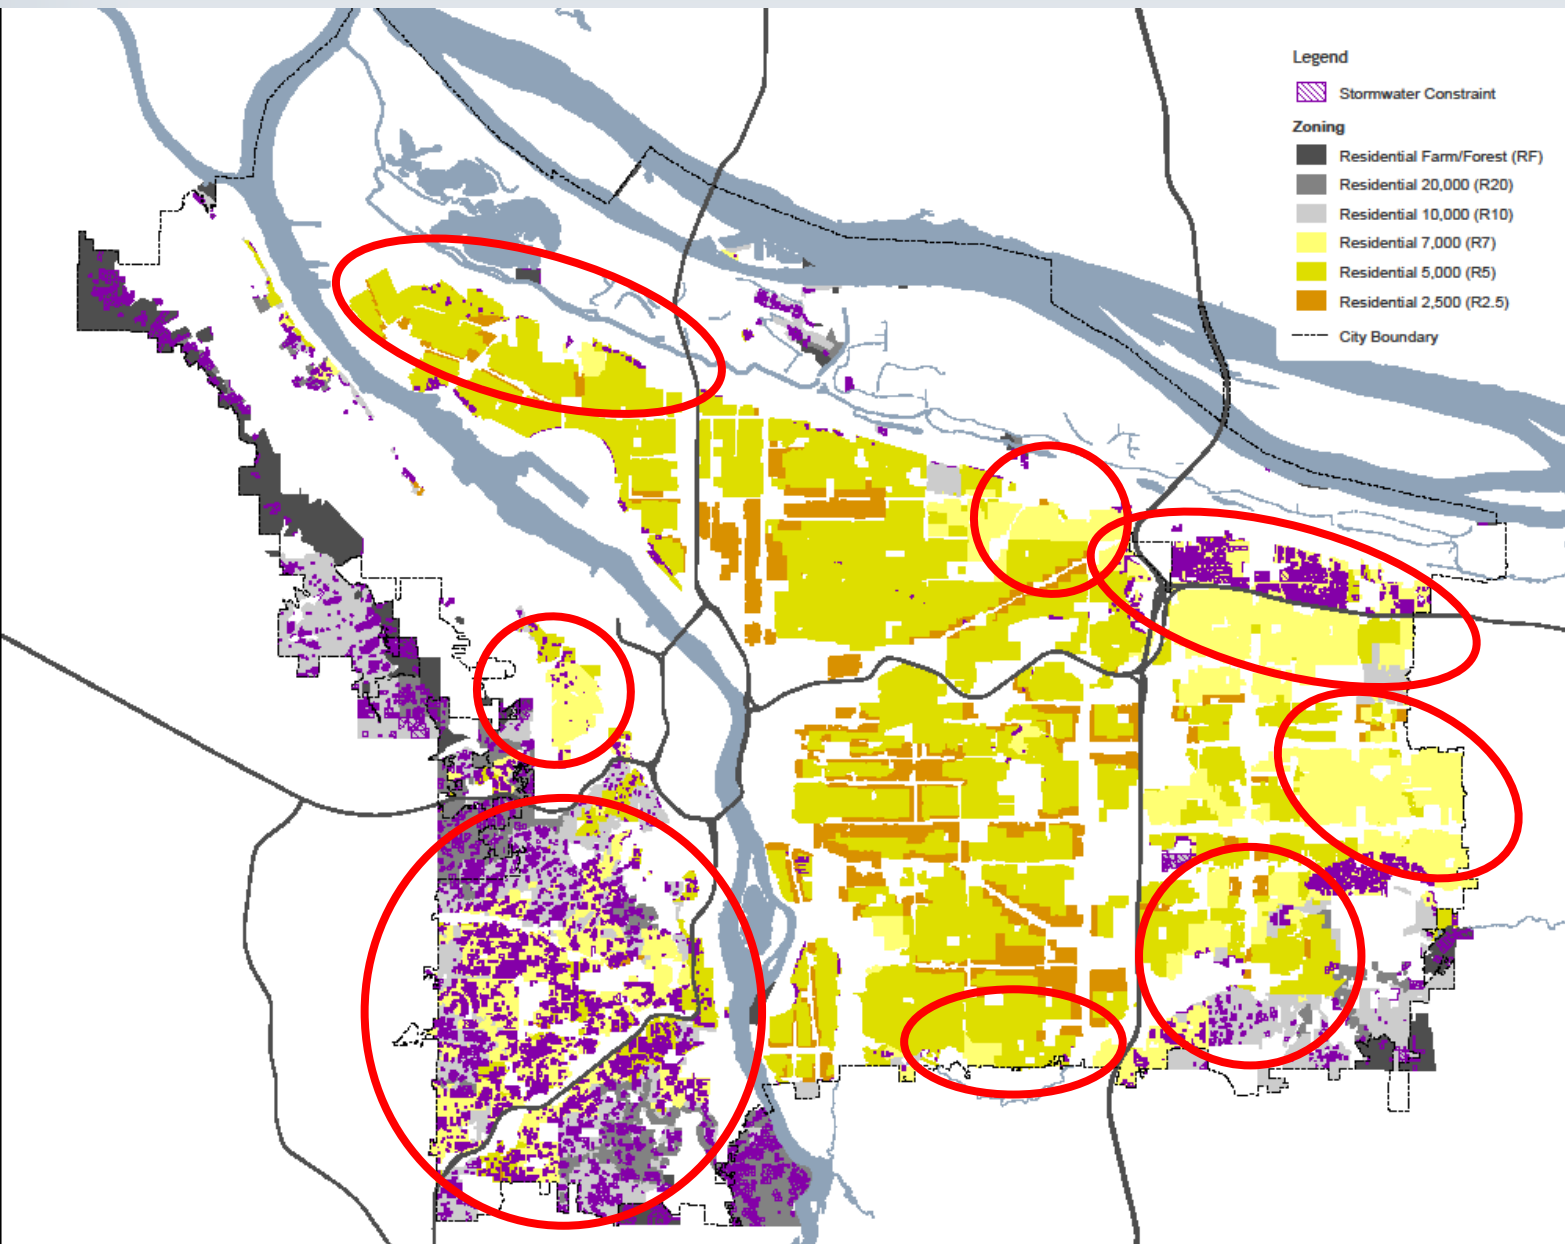 Legend
Stormwater Constraint
Zoning
Residential Farm/Forest (RF)
Residential 20,000 (R20)
Residential 10,000 (R10)
Residential 7,000 (R7)
Residential 5,000 (R5)
Residential 2,500 (R2.5)
City Boundary